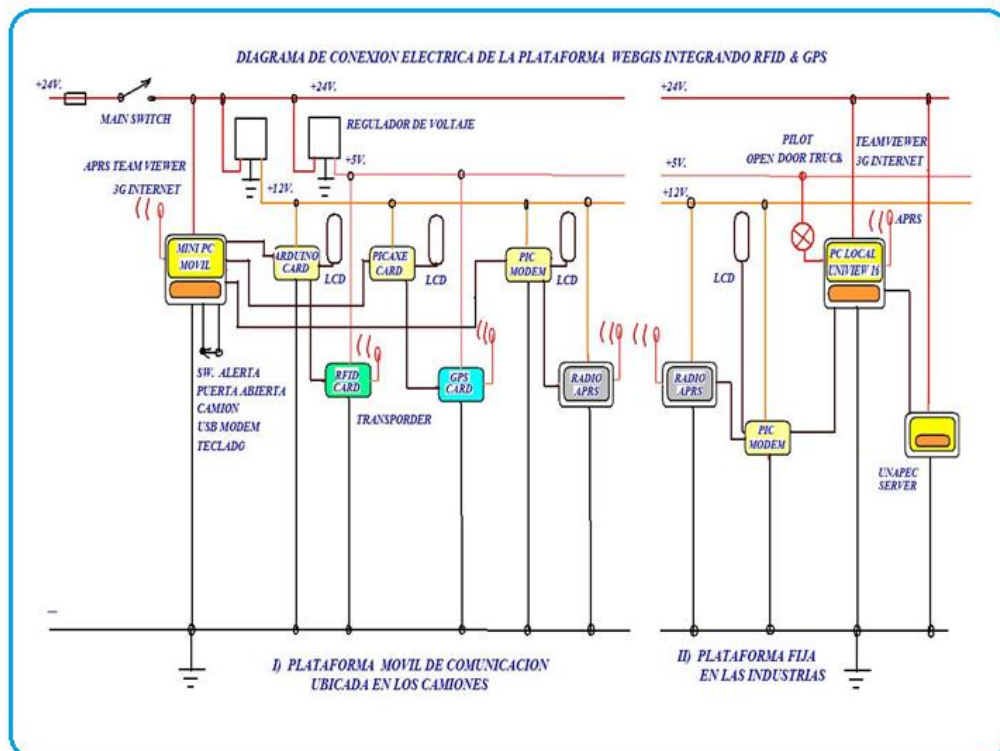 DIAGRAMA DE CONEXION ELECTRICA DE LA PLATAFORMA WEBGIS INTEGRANDO RFID & GPS
+24V.
+24V.
+24V.
MAIN SWITCH
REGULADOR DE VOLTAJE
PILOT
OPEN DOOR TRUCK
TEAMVIEWER
3G INTERNET
APRS TEAM VIEWER
3G INTERNET
+5V.
+5V.
+12V.
+12V.
APRS
MINI PC
MOVIL
ARDUINO
CARD
LCD
PICAXE
CARD
LCD
PIC
MODEM
LCD
LCD
PC LOCAL
UNIVIEW 16
SW. ALERTA
PUERTA ABIERTA
CAMION
USB MODEM
TECLADO
RFID
CARD
TRANSPORDER
GPS
CARD
RADIO
APRS
RADIO
APRS
PIC
MODEM
UNAPEC
SERVER
I) PLATAFORMA MOVIL DE COMUNICACION
UBICADA EN LOS CAMIONES
II) PLATAFORMA FIJA
EN LAS INDUSTRIAS